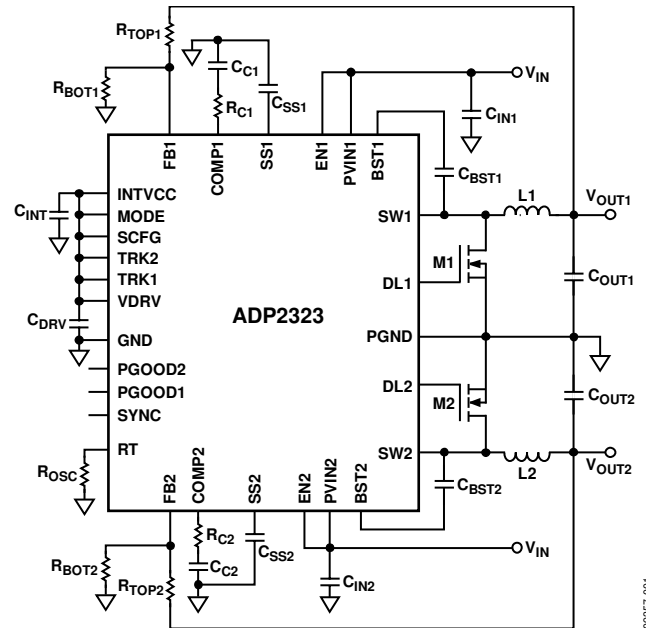 RTOP1
RBOT1
CC1
RC1
CSS1
VIN
CIN1
FB1
COMP1
SS1
EN1
PVIN1
BST1
CBST1
L1
VOUT1
CINT
INTVCC
MODE
SCFG
TRK2
TRK1
VDRV
CDRV
GND
PGOOD2
PGOOD1
SYNC
RT
ROSC
ADP2323
SW1
M1
DL1
COUT1
PGND
DL2
M2
COUT2
SW2
L2
VOUT2
FB2
COMP2
SS2
EN2
PVIN2
BST2
CBST2
RC2
CC2
CSS2
VIN
CIN2
RBOT2
RTOP2